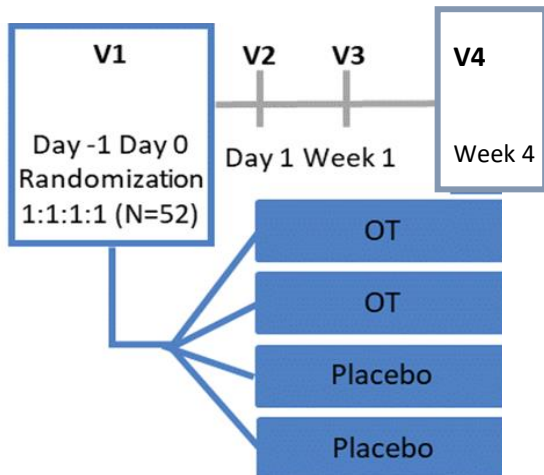 V1
V2
V3
V4
Day -1 Day 0
Randomization
1:1:1:1 (N=52)
Day 1 Week 1
Week 4
OT
OT
Placebo
Placebo